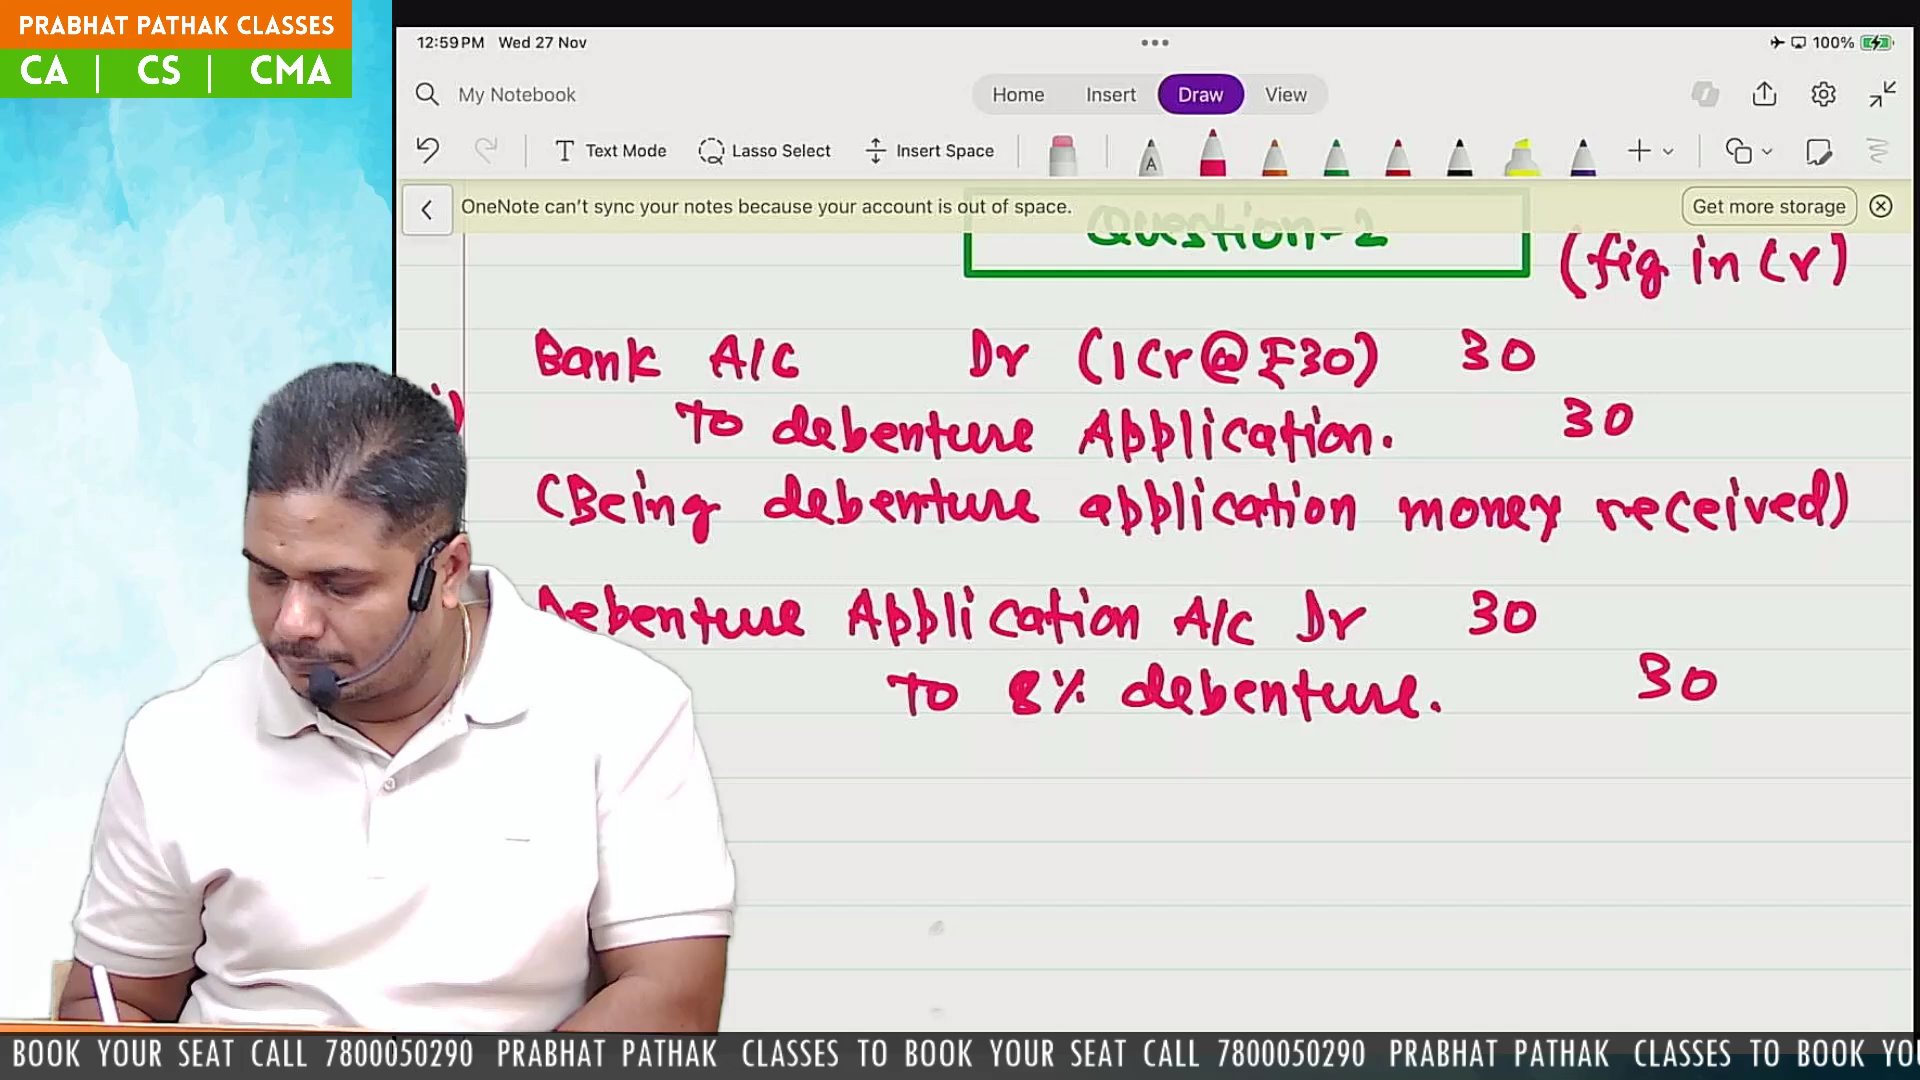 PRABHAT PATHAK CLASSES
CA | CS | CMA
12:59 PM Wed 27 Nov
100%
My Notebook
Home Insert Draw View
Text Mode Lasso Select Insert Space
A
OneNote can't sync your notes because your account is out of space.
Get more storage
Question-2
(fig in Cr)
Bank A/c Dr (1Cr@₹30) 30
To debenture Application. 30
(Being debenture application money received)
Debenture Application A/c Dr 30
To 8% debenture. 30
BOOK YOUR SEAT CALL 7800050290 PRABHAT PATHAK CLASSES TO BOOK YOUR SEAT CALL 7800050290 PRABHAT PATHAK CLASSES TO BOOK YO